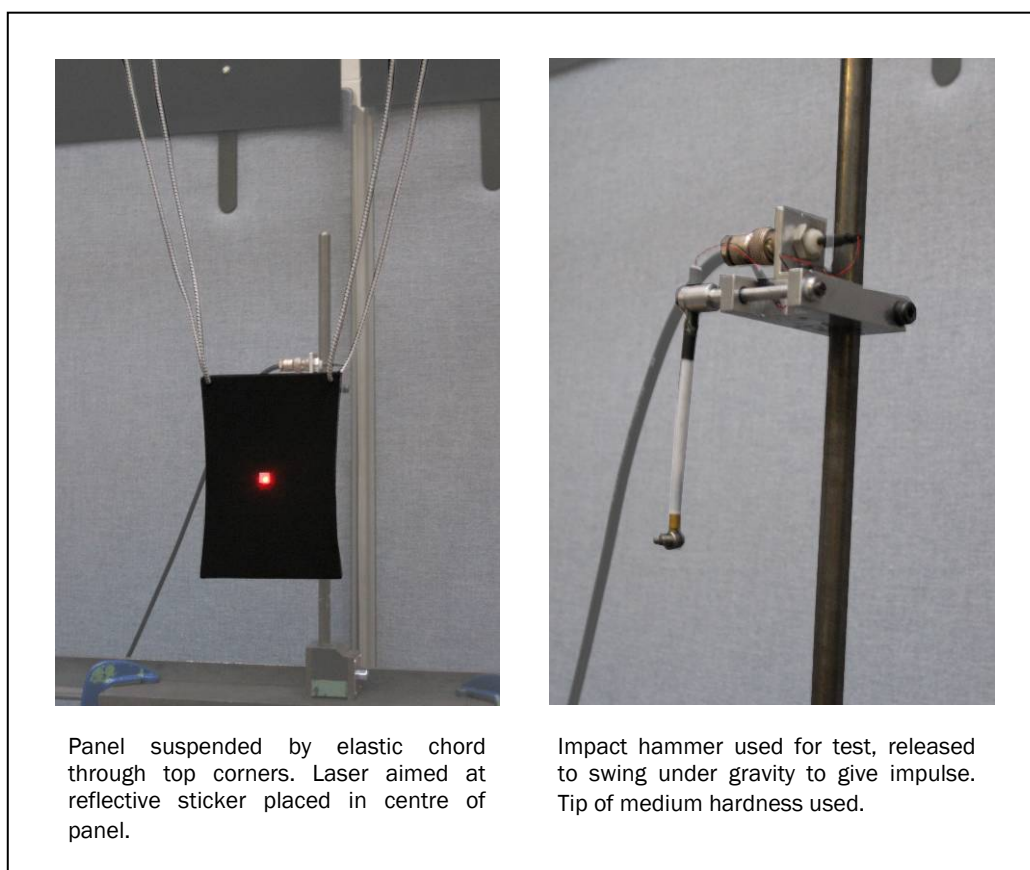 Panel suspended by elastic chord
through top corners. Laser aimed at
reflective sticker placed in centre of
panel.
Impact hammer used for test, released
to swing under gravity to give impulse.
Tip of medium hardness used.